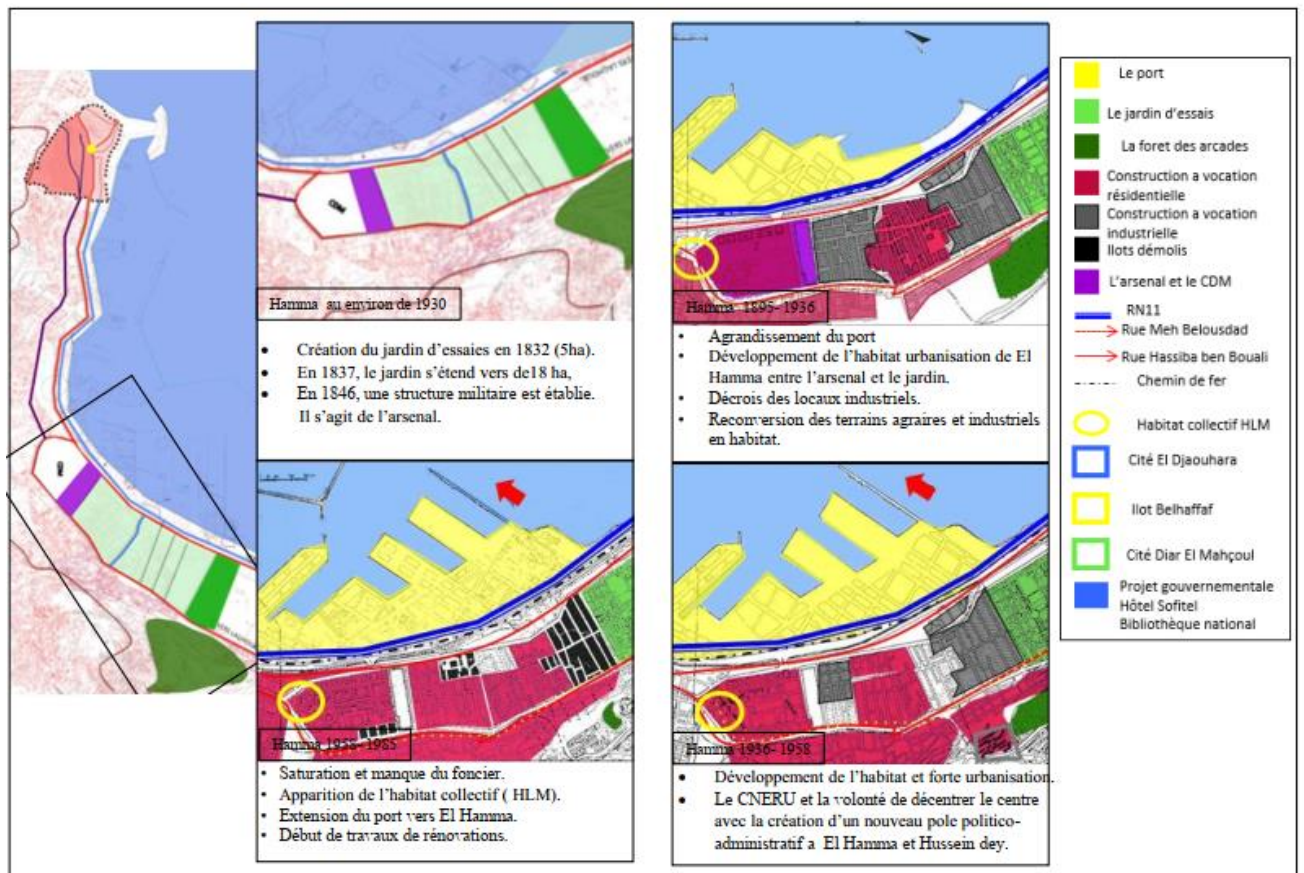 Hamma au environ de 1930
• Création du jardin d'essaies en 1832 (5ha).
• En 1837, le jardin s'étend vers de18 ha,
• En 1846, une structure militaire est établie.
Il s'agit de l'arsenal.
Hamma 1895- 1936
• Agrandissement du port
• Développement de l'habitat urbanisation de El
Hamma entre l'arsenal et le jardin.
• Décrois des locaux industriels.
• Reconversion des terrains agraires et industriels
en habitat.
Hamma 1958- 1985
• Saturation et manque du foncier.
• Apparition de l'habitat collectif ( HLM).
• Extension du port vers El Hamma.
• Début de travaux de rénovations.
Hamma 1936- 1958
• Développement de l'habitat et forte urbanisation.
• Le CNERU et la volonté de décentrer le centre
avec la création d'un nouveau pole politico-
administratif a El Hamma et Hussein dey.
Le port
Le jardin d'essais
La foret des arcades
Construction a vocation
résidentielle
Construction a vocation
industrielle
Ilots démolis
L'arsenal et le CDM
RN11
Rue Meh Belousdad
Rue Hassiba ben Bouali
Chemin de fer
Habitat collectif HLM
Cité El Djaouhara
Ilot Belhaffaf
Cité Diar El Mahçoul
Projet gouvernementale
Hôtel Sofitel
Bibliothèque national
CDM